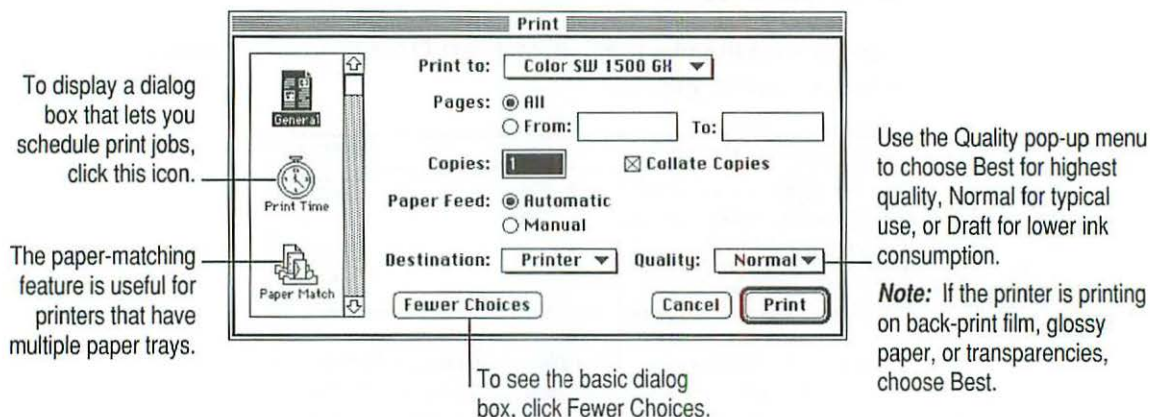 Print
To display a dialog
box that lets you
schedule print jobs,
click this icon.
The paper-matching
feature is useful for
printers that have
multiple paper trays.
General
Print Time
Paper Match
Print to: Color SW 1500 GX
Pages: All
From: To:
Copies: 1 Collate Copies
Paper Feed: Automatic
Manual
Destination: Printer Quality: Normal
Fewer Choices Cancel Print
To see the basic dialog
box, click Fewer Choices.
Use the Quality pop-up menu
to choose Best for highest
quality, Normal for typical
use, or Draft for lower ink
consumption.
Note: If the printer is printing
on back-print film, glossy
paper, or transparencies,
choose Best.